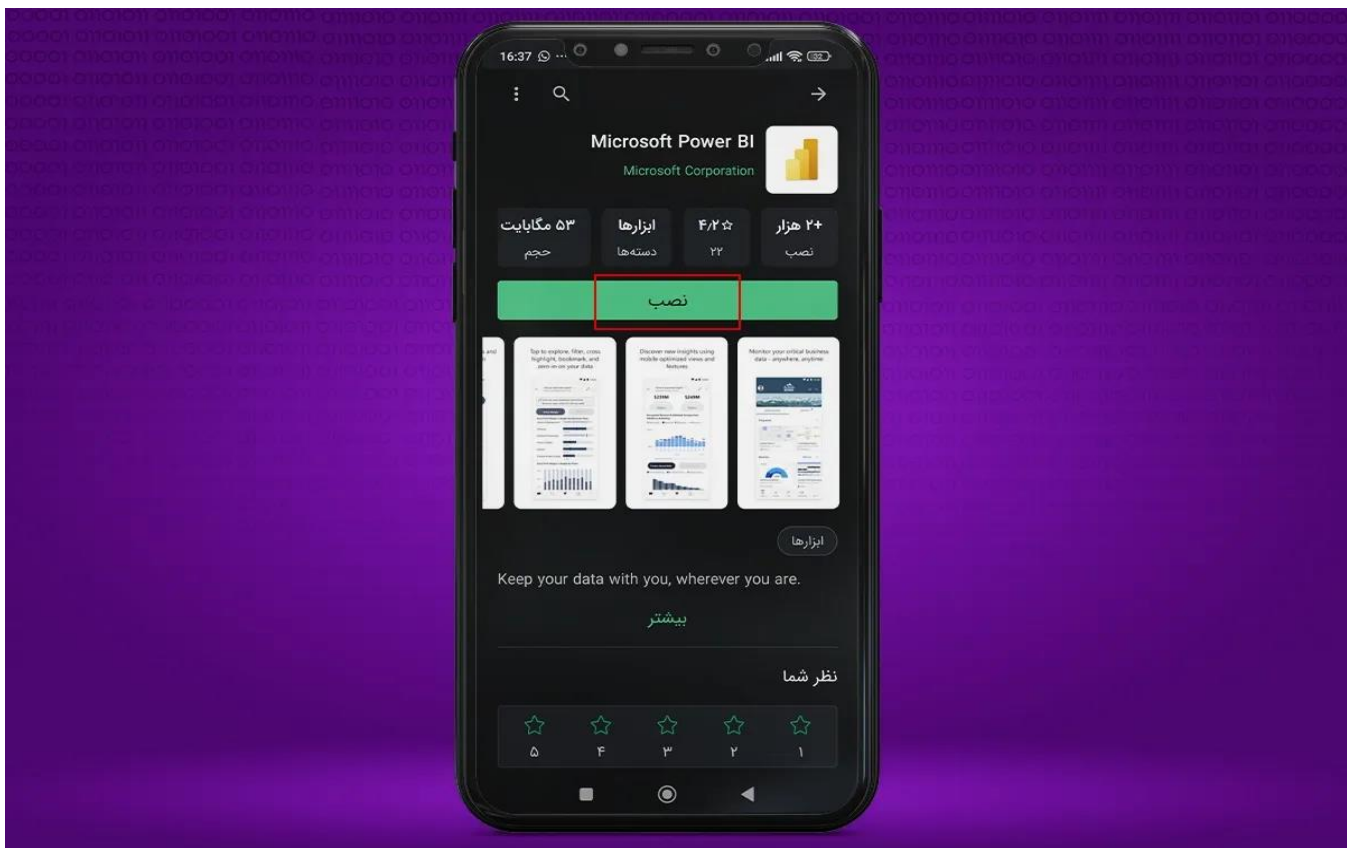 16:37
Microsoft Power BI
Microsoft Corporation
+۲ هزار
نصب
۴/۲
۲۲
ابزارها
دسته‌ها
۵۳ مگابایت
حجم
نصب
Tap to explore, filter, cross
highlight, bookmark, and
zero-in on your data
Discover new insights using
mobile optimized views and
features
Monitor your critical business
data - anywhere, anytime
ابزارها
Keep your data with you, wherever you are.
بیشتر
نظر شما
۵ ۴ ۳ ۲ ۱